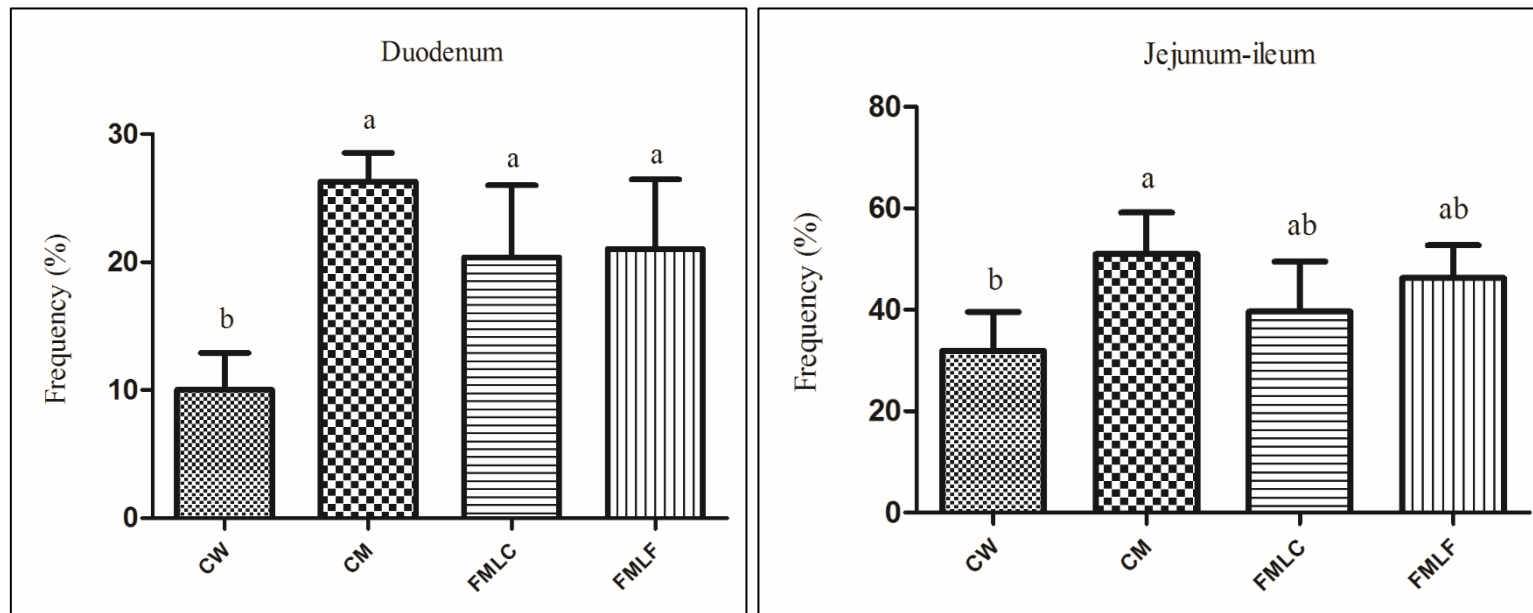 Duodenum
Frequency (%)
30
20
10
0
a
a
a
b
CW
CM
FMLC
FMLF
Jejunum-ileum
Frequency (%)
80
60
40
20
0
a
ab
ab
b
CW
CM
FMLC
FMLF